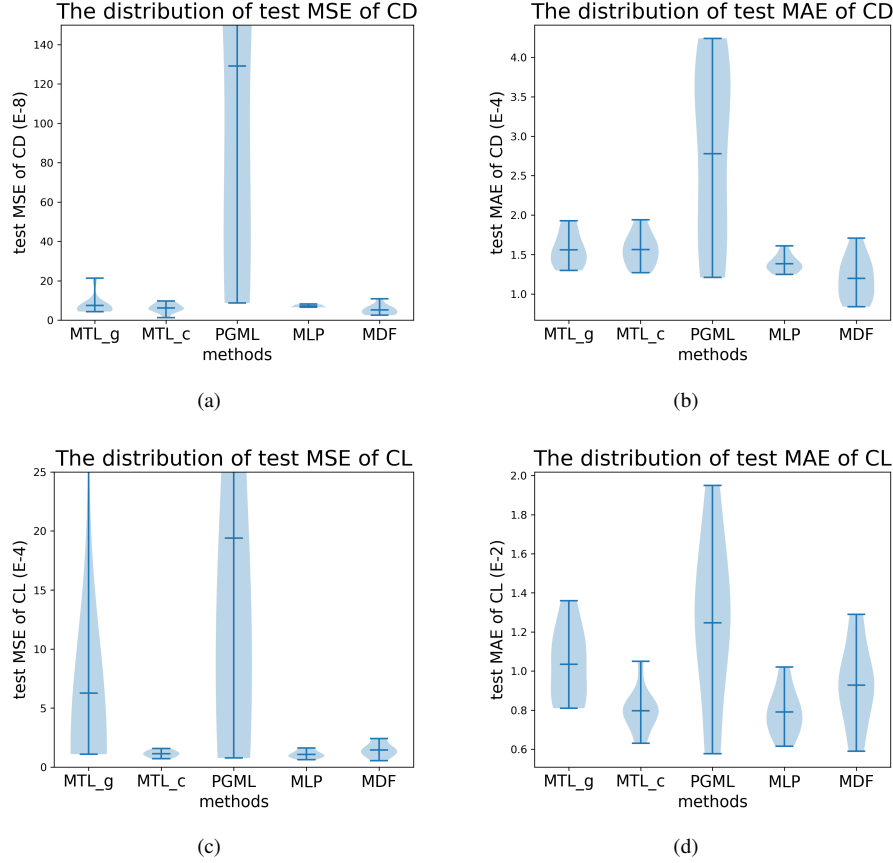 The distribution of test MSE of CD
test MSE of CD (E-8)
140
120
100
80
60
40
20
0
MTL_g MTL_c PGML MLP MDF
methods
(a)
The distribution of test MAE of CD
test MAE of CD (E-4)
4.0
3.5
3.0
2.5
2.0
1.5
1.0
MTL_g MTL_c PGML MLP MDF
methods
(b)
The distribution of test MSE of CL
test MSE of CL (E-4)
25
20
15
10
5
0
MTL_g MTL_c PGML MLP MDF
methods
(c)
The distribution of test MAE of CL
test MAE of CL (E-2)
2.0
1.8
1.6
1.4
1.2
1.0
0.8
0.6
MTL_g MTL_c PGML MLP MDF
methods
(d)